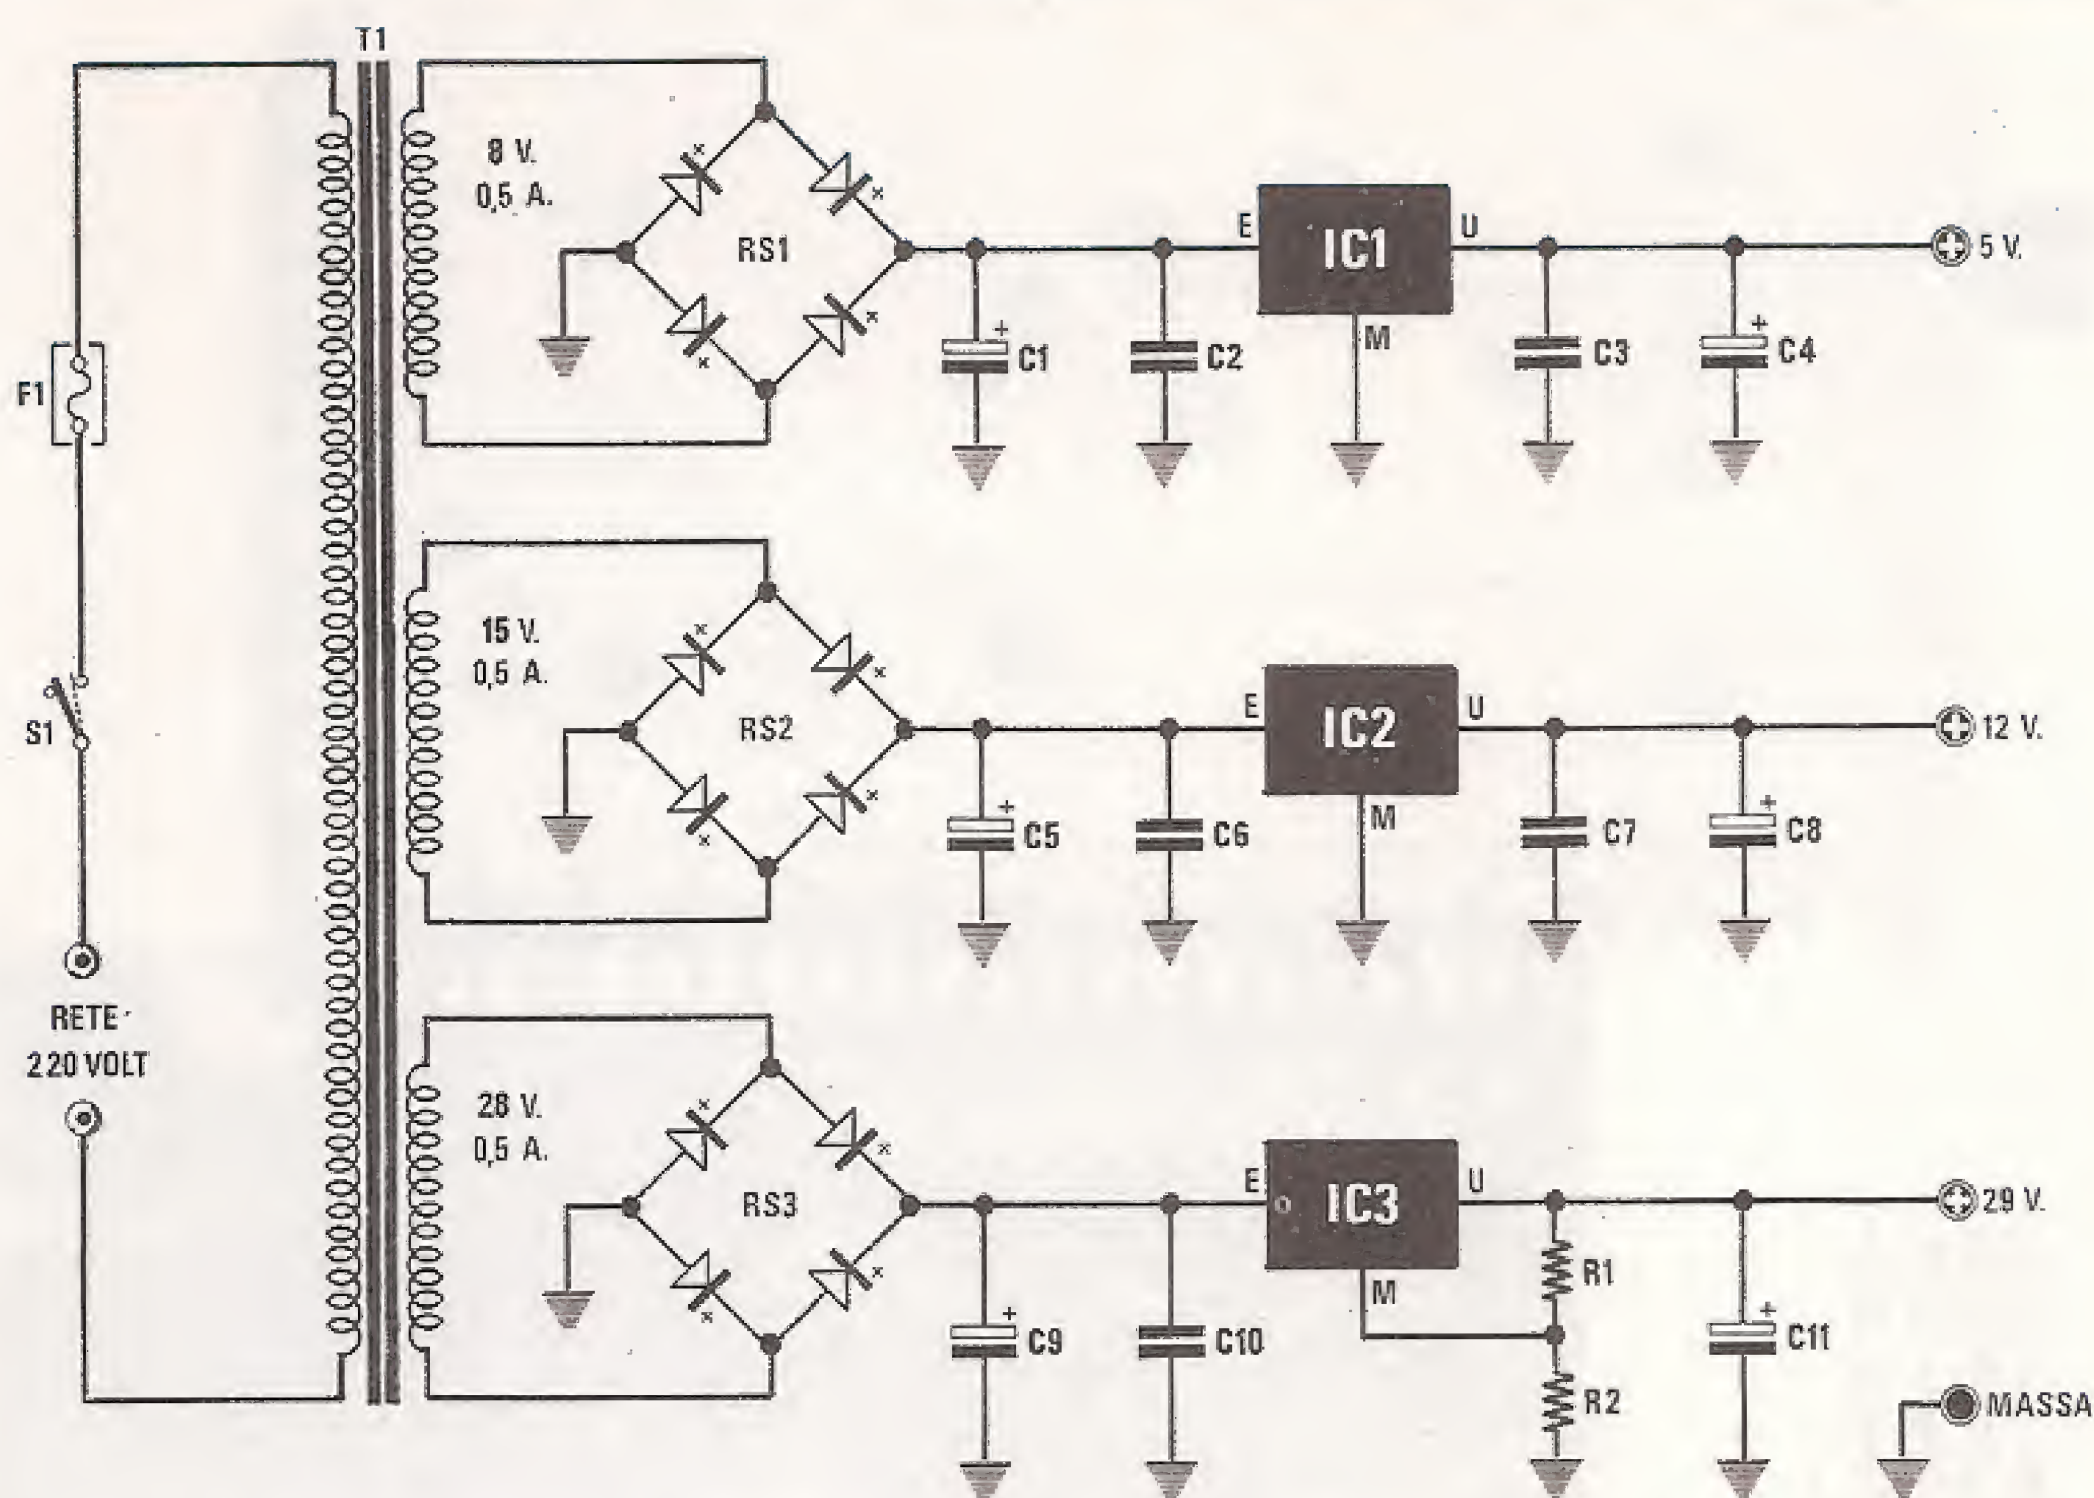 T1
8 V.
0,5 A.
RS1
E
IC1
U
M
5 V.
+
C1
C2
C3
+
C4
F1
S1
RETE
220 VOLT
15 V.
0,5 A.
RS2
E
IC2
U
M
12 V.
+
C5
C6
C7
+
C8
28 V.
0,5 A.
RS3
E
IC3
U
M
29 V.
+
C9
C10
R1
R2
+
C11
MASSA